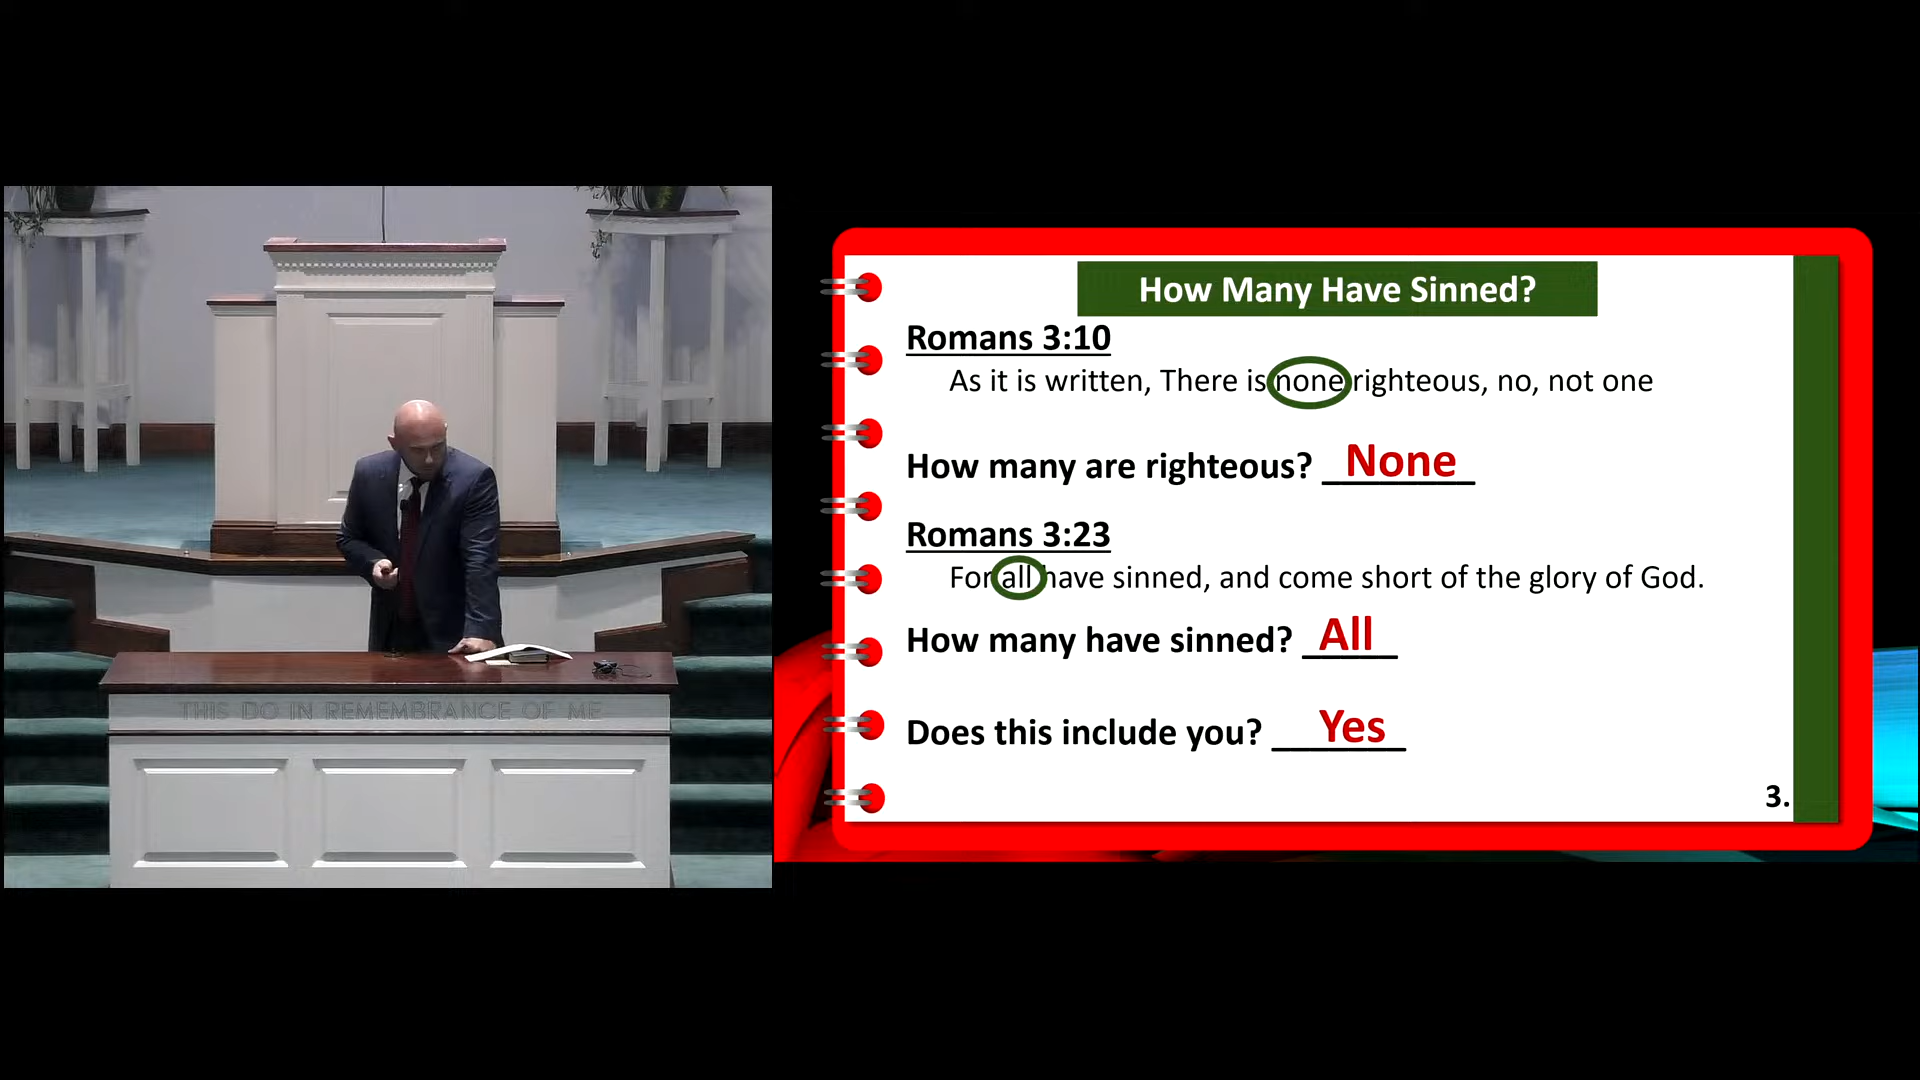 THIS DO IN REMEMBRANCE OF ME
How Many Have Sinned?
Romans 3:10
As it is written, There is none righteous, no, not one
How many are righteous? None
Romans 3:23
For all have sinned, and come short of the glory of God.
How many have sinned? All
Does this include you? Yes
3.